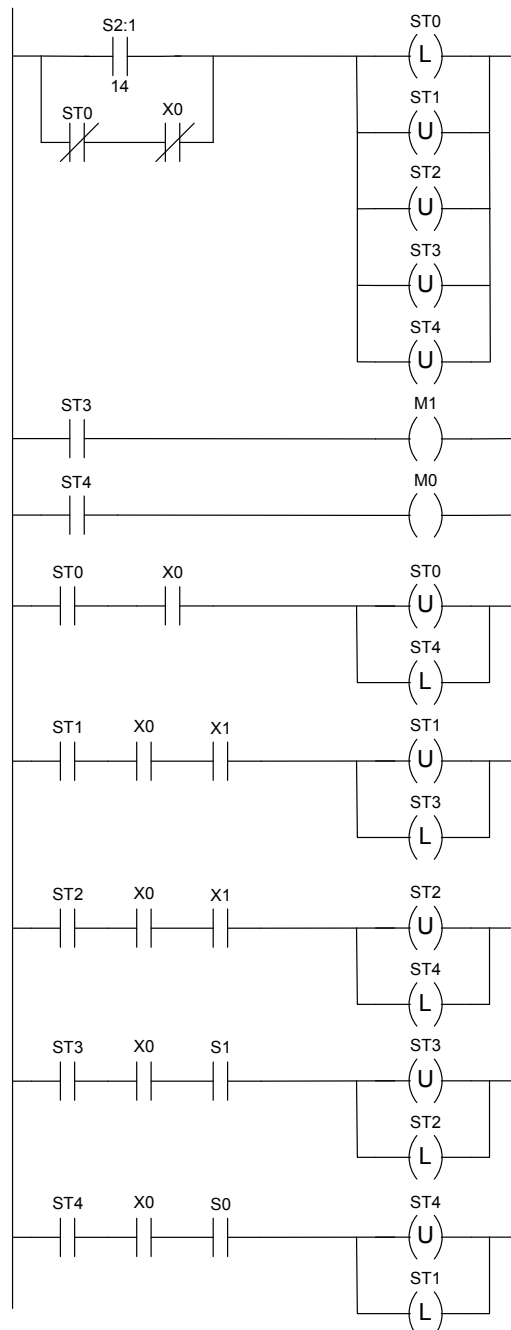 S2:1 ST0
L
14 ST1
ST0 X0
U
ST2
U
ST3
U
ST4
U
ST3 M1
ST4 M0
ST0 X0 ST0
U
ST4
L
ST1 X0 X1 ST1
U
ST3
L
ST2 X0 X1 ST2
U
ST4
L
ST3 X0 S1 ST3
U
ST2
L
ST4 X0 S0 ST4
U
ST1
L